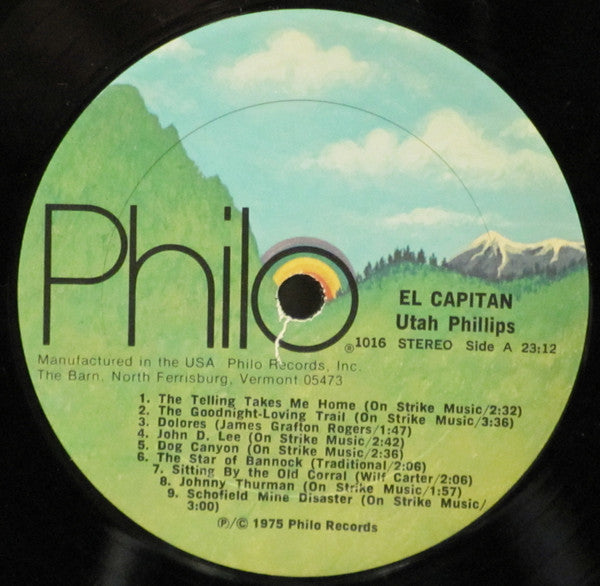 Philo
EL CAPITAN
Utah Phillips
® 1016 STEREO Side A 23:12
Manufactured in the USA Philo Records, Inc.
The Barn, North Ferrisburg, Vermont 05473
1. The Telling Takes Me Home (On Strike Music/2:32)
2. The Goodnight-Loving Trail (On Strike Music/3:36)
3. Dolores (James Grafton Rogers/1:47)
4. John D. Lee (On Strike Music/2:42)
5. Dog Canyon (On Strike Music/2:36)
6. The Star of Bannock (Traditional/2:06)
7. Sitting By the Old Corral (Wilf Carter/2:06)
8. Johnny Thurman (On Strike Music/1:57)
9. Schofield Mine Disaster (On Strike Music/
3:00)
℗/© 1975 Philo Records